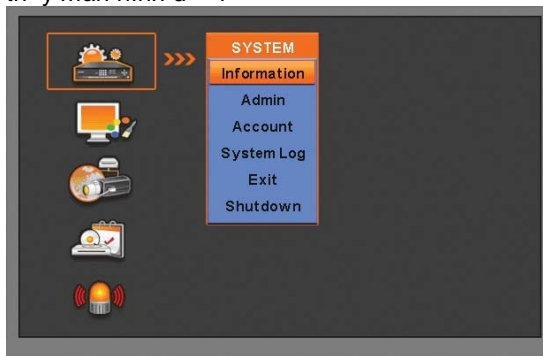 SYSTEM
Information
Admin
Account
System Log
Exit
Shutdown